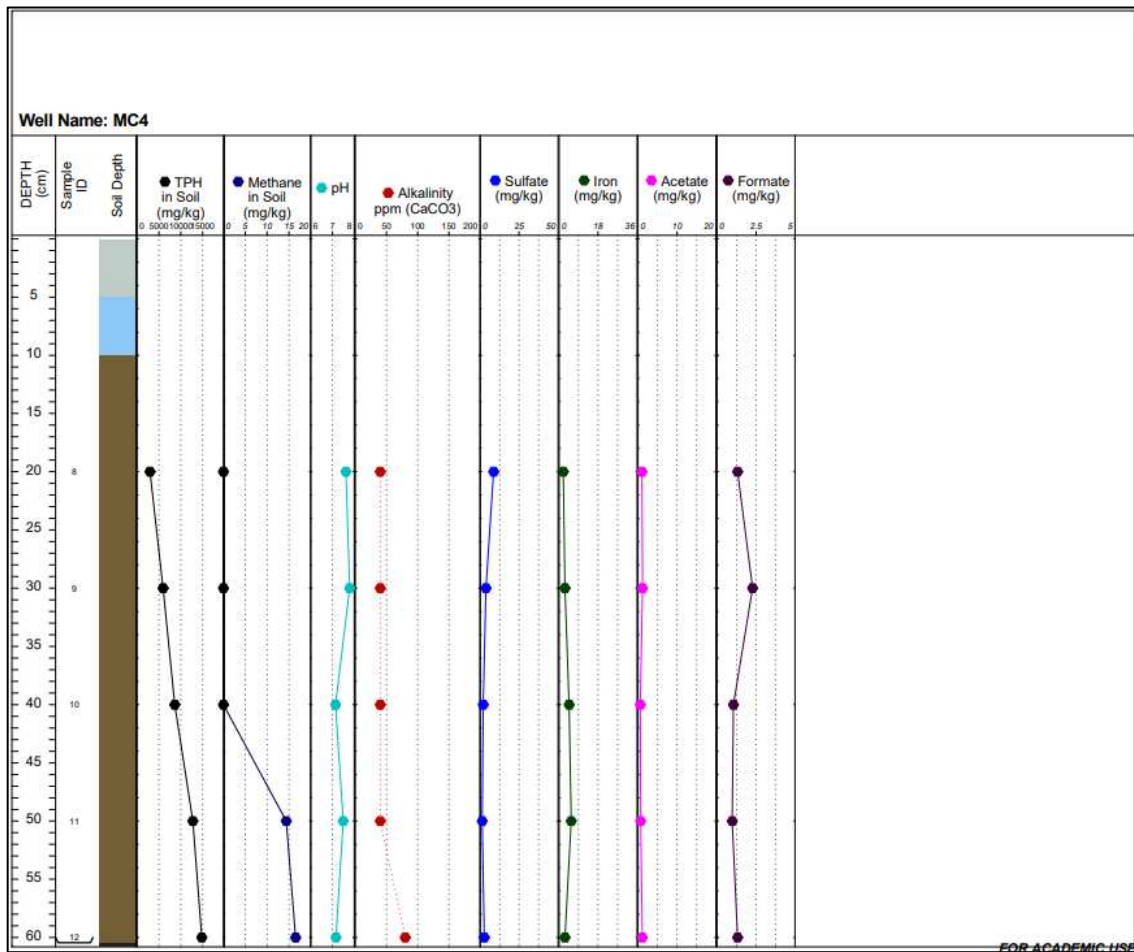 Well Name: MC4
DEPTH (cm)
Sample ID
Soil Depth
TPH
in Soil
(mg/kg)
Methane
in Soil
(mg/kg)
pH
Alkalinity
ppm (CaCO3)
Sulfate
(mg/kg)
Iron
(mg/kg)
Acetate
(mg/kg)
Formate
(mg/kg)
0 5000 10000 15000
0 5 10 15 20
6 7 8
0 50 100 150 200
0 25 50
0 18 36
0 10 20
0 2.5 5
5
10
15
20 8
25
30 9
35
40 10
45
50 11
55
60 12
FOR ACADEMIC USE